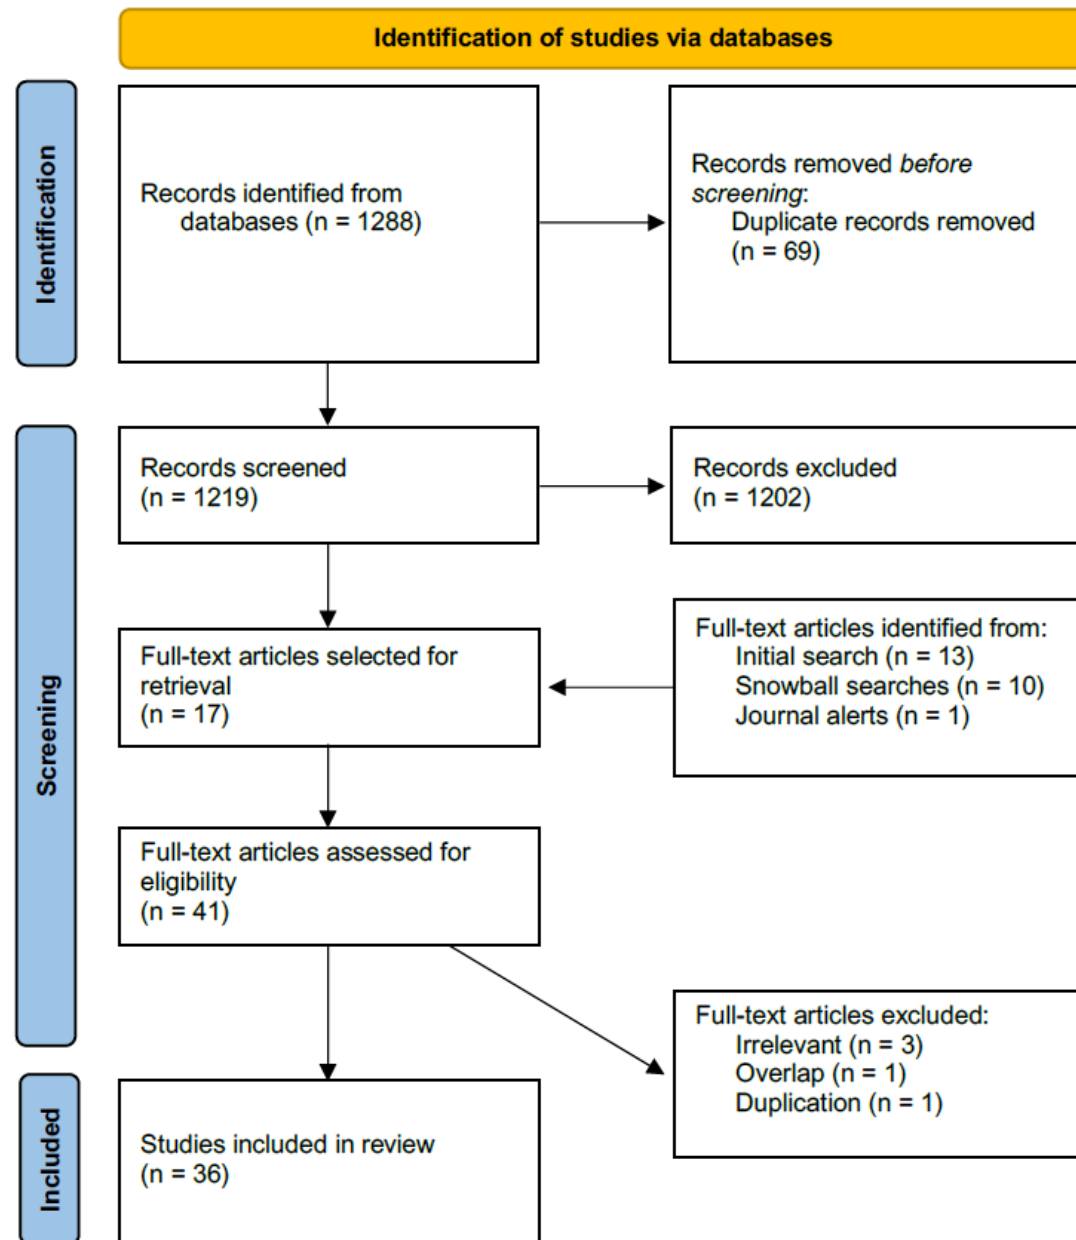 Identification of studies via databases
Identification
Records identified from
databases (n = 1288)
Records removed before
screening:
Duplicate records removed
(n = 69)
Screening
Records screened
(n = 1219)
Records excluded
(n = 1202)
Full-text articles selected for
retrieval
(n = 17)
Full-text articles identified from:
Initial search (n = 13)
Snowball searches (n = 10)
Journal alerts (n = 1)
Full-text articles assessed for
eligibility
(n = 41)
Full-text articles excluded:
Irrelevant (n = 3)
Overlap (n = 1)
Duplication (n = 1)
Included
Studies included in review
(n = 36)